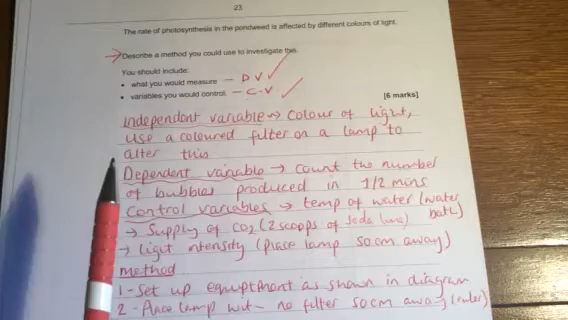 23
The rate of photosynthesis in the pondweed is affected by different colours of light.
→ Describe a method you could use to investigate this.
You should include:
• what you would measure – DV ✓
• variables you would control. – C.V ✓
[6 marks]
Independent variable → colour of light,
use a coloured filter on a lamp to
alter this
Dependent variable → count the number
of bubbles produced in 1/2 mins
Control variables → temp of water (water bath)
→ Supply of CO2 (2 scopps of soda lime)
→ Light intensity (place lamp 50cm away)
Method
1 - Set up equiptment as shown in diagram
2 - Place lamp with no filter 50cm away (ruler)